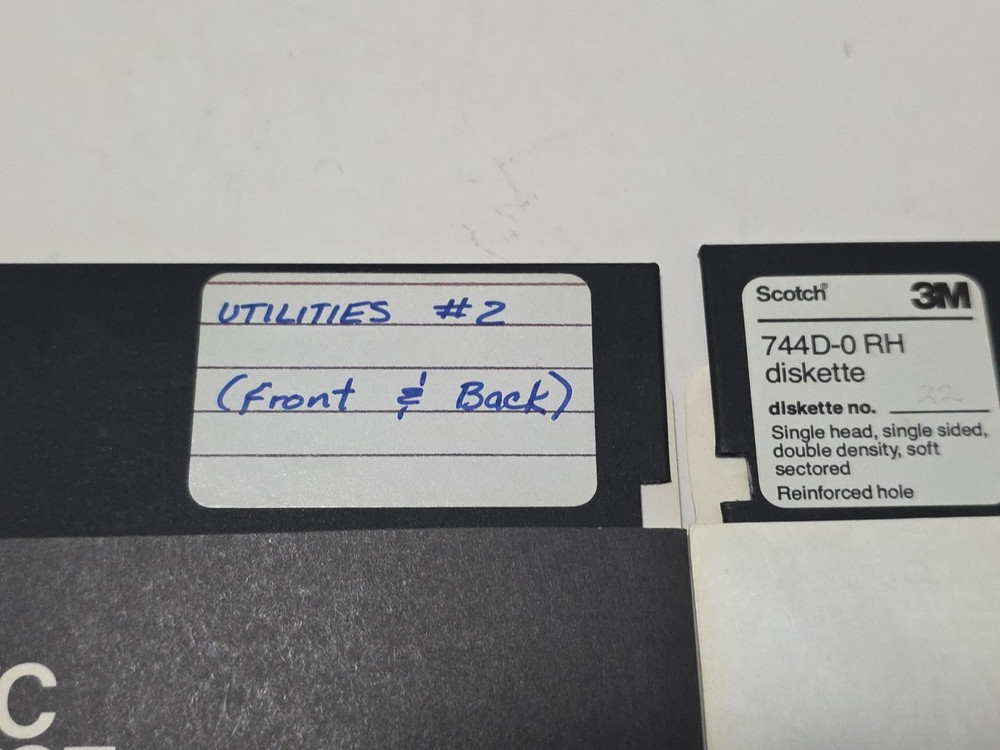 UTILITIES #2
(Front & Back)
Scotch® 3M
744D-0 RH
diskette
diskette no. 22
Single head, single sided,
double density, soft
sectored
Reinforced hole
C